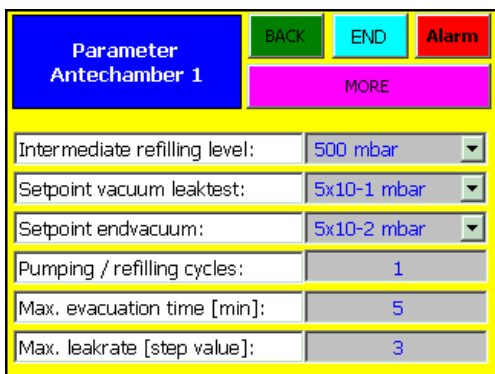 Parameter
Antechamber 1
BACK
END
Alarm
MORE
Intermediate refilling level:
500 mbar
Setpoint vacuum leaktest:
5x10-1 mbar
Setpoint endvacuum:
5x10-2 mbar
Pumping / refilling cycles:
1
Max. evacuation time [min]:
5
Max. leakrate [step value]:
3